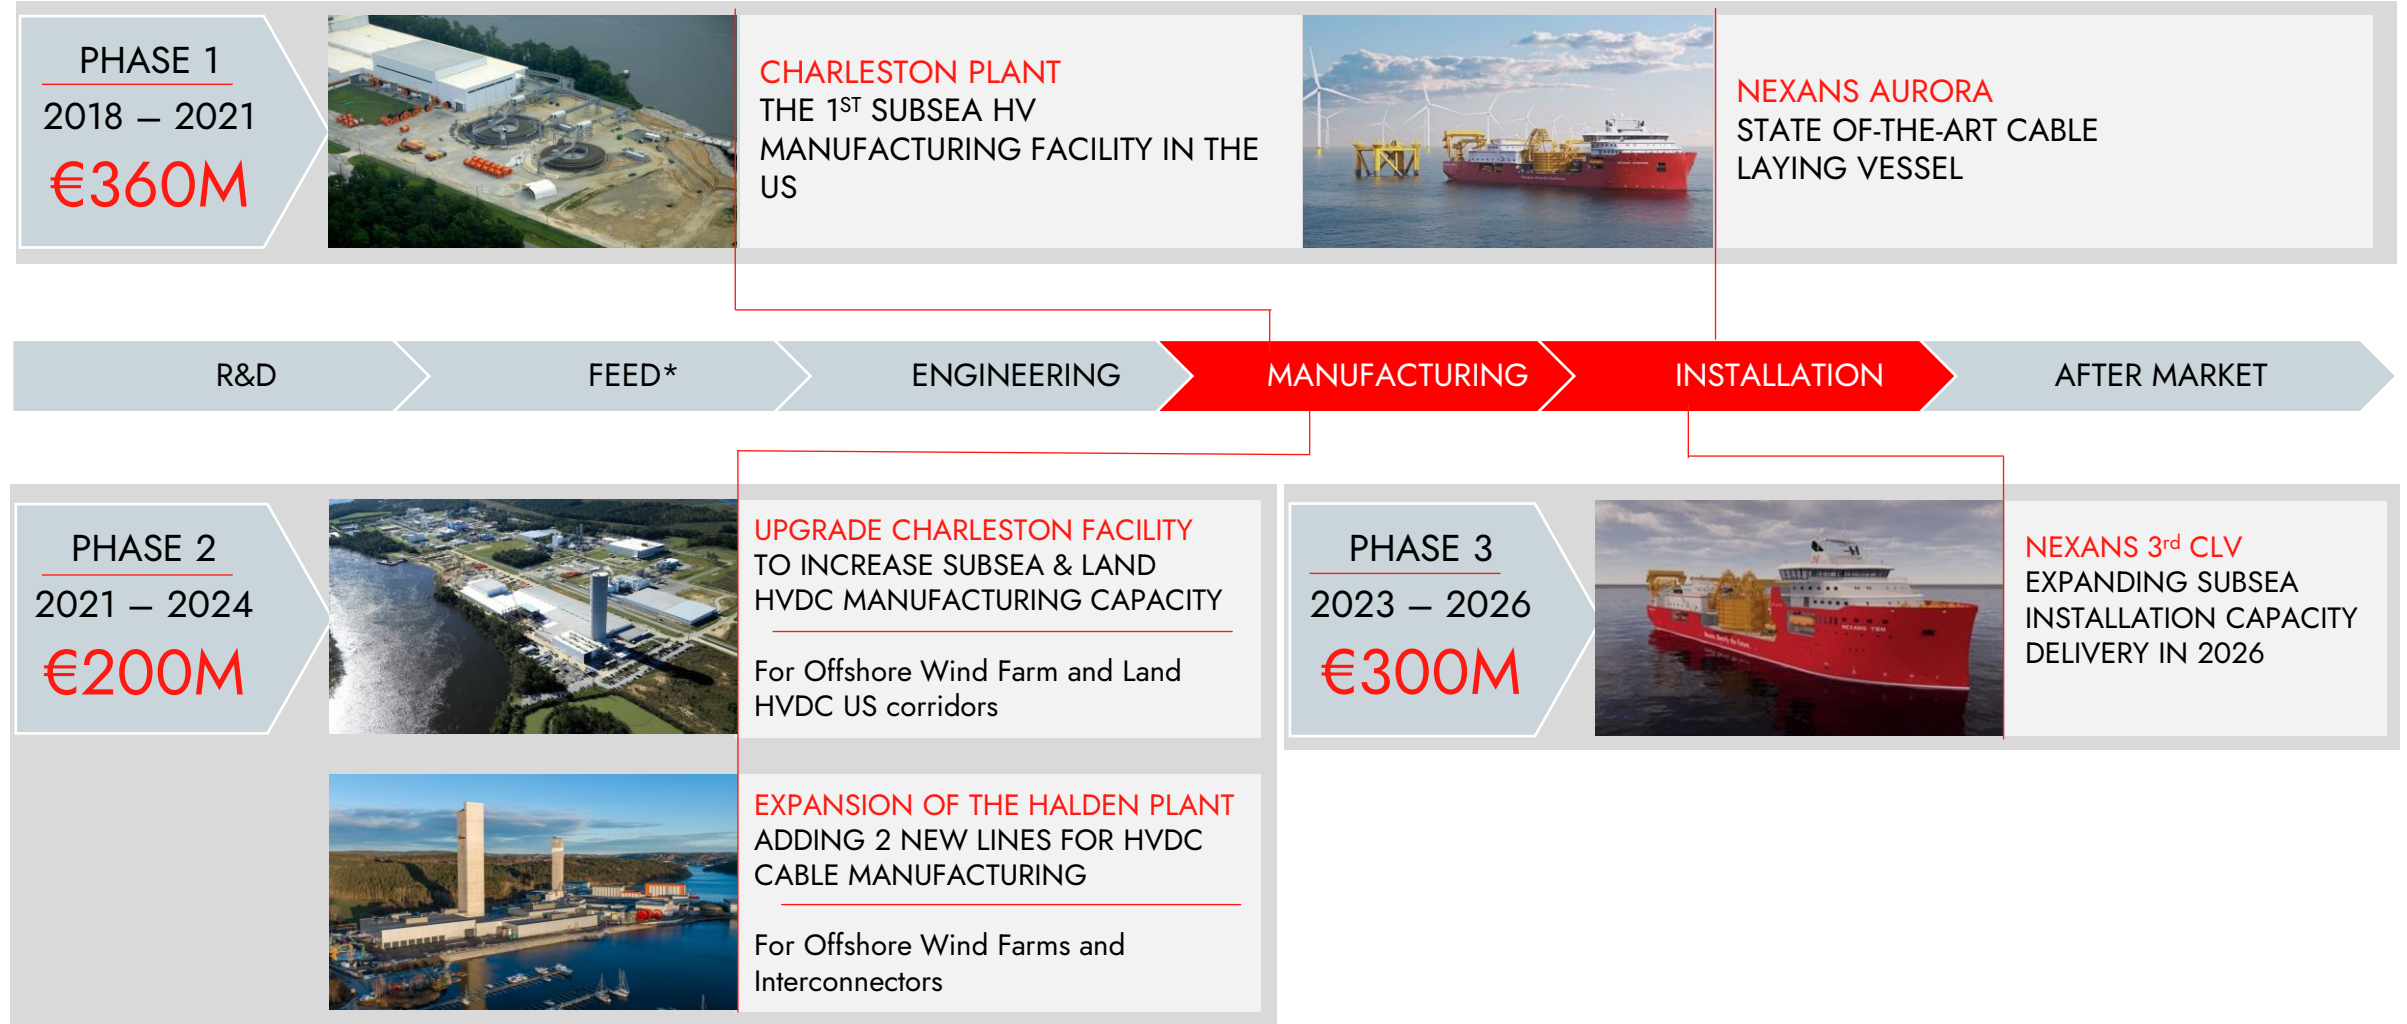 PHASE 1
2018 – 2021
€360M
CHARLESTON PLANT
THE 1ST SUBSEA HV
MANUFACTURING FACILITY IN THE
US
NEXANS AURORA
STATE OF-THE-ART CABLE
LAYING VESSEL
R&D
FEED*
ENGINEERING
MANUFACTURING
INSTALLATION
AFTER MARKET
PHASE 2
2021 – 2024
€200M
UPGRADE CHARLESTON FACILITY
TO INCREASE SUBSEA & LAND
HVDC MANUFACTURING CAPACITY
For Offshore Wind Farm and Land
HVDC US corridors
EXPANSION OF THE HALDEN PLANT
ADDING 2 NEW LINES FOR HVDC
CABLE MANUFACTURING
For Offshore Wind Farms and
Interconnectors
PHASE 3
2023 – 2026
€300M
NEXANS TBN
NEXANS 3rd CLV
EXPANDING SUBSEA
INSTALLATION CAPACITY
DELIVERY IN 2026